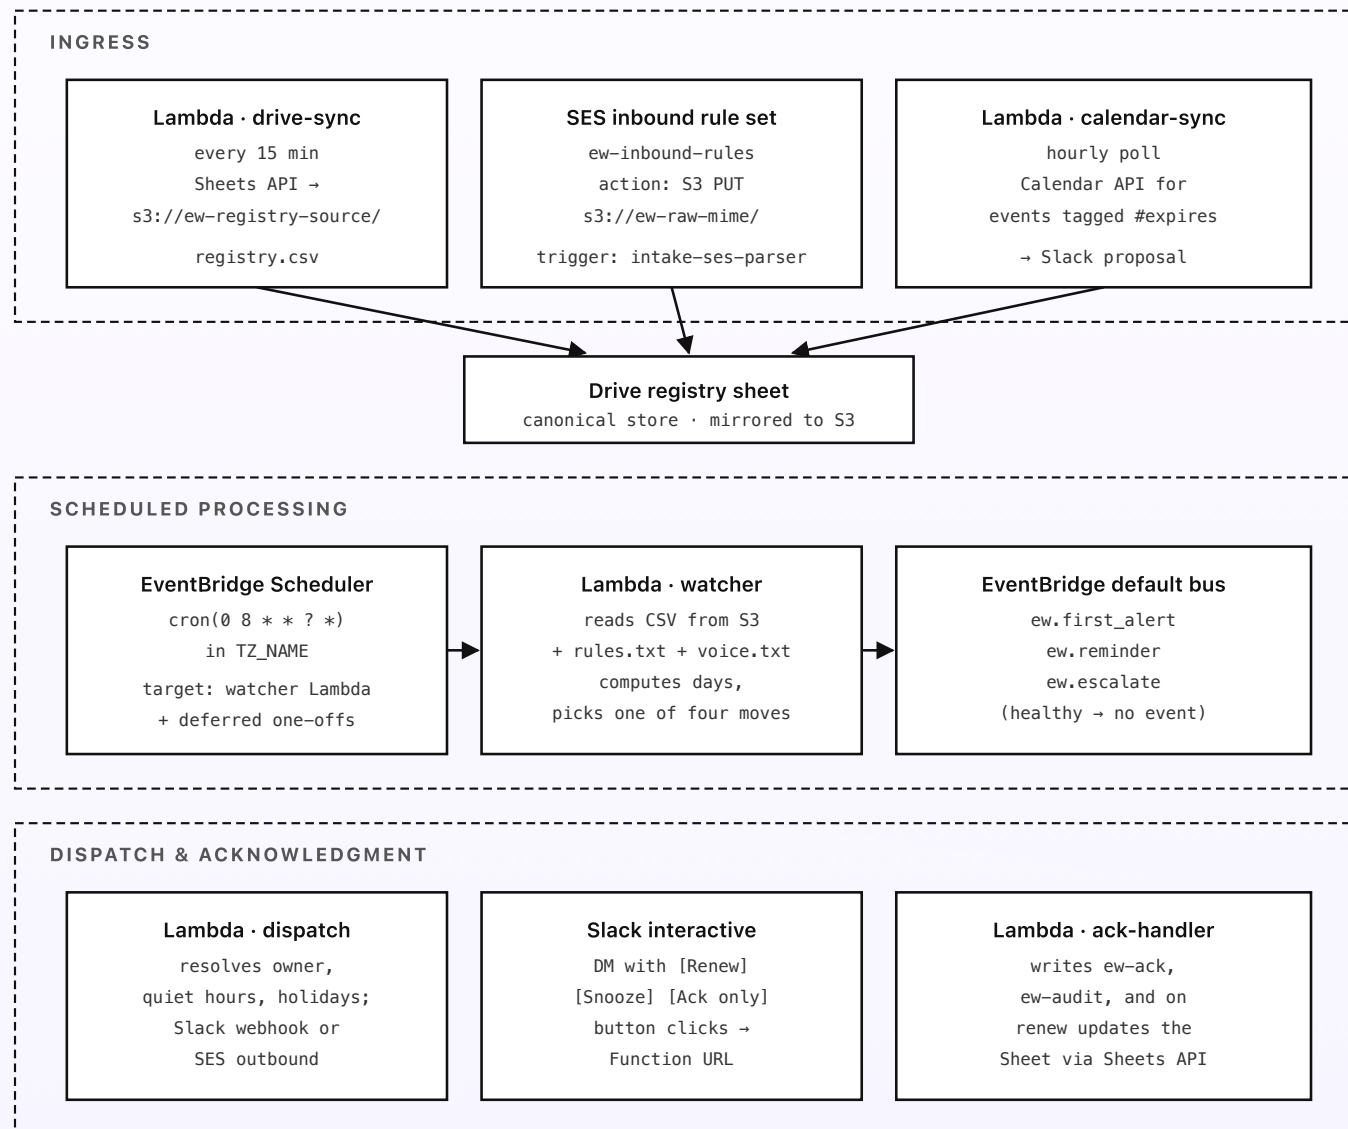 INGRESS
Lambda · drive-sync
every 15 min
Sheets API →
s3://ew-registry-source/
registry.csv
SES inbound rule set
ew-inbound-rules
action: S3 PUT
s3://ew-raw-mime/
trigger: intake-ses-parser
Lambda · calendar-sync
hourly poll
Calendar API for
events tagged #expires
→ Slack proposal
Drive registry sheet
canonical store · mirrored to S3
SCHEDULED PROCESSING
EventBridge Scheduler
cron(0 8 * * ? *)
in TZ_NAME
target: watcher Lambda
+ deferred one-offs
Lambda · watcher
reads CSV from S3
+ rules.txt + voice.txt
computes days,
picks one of four moves
EventBridge default bus
ew.first_alert
ew.reminder
ew.escalate
(healthy → no event)
DISPATCH & ACKNOWLEDGMENT
Lambda · dispatch
resolves owner,
quiet hours, holidays;
Slack webhook or
SES outbound
Slack interactive
DM with [Renew]
[Snooze] [Ack only]
button clicks →
Function URL
Lambda · ack-handler
writes ew-ack,
ew-audit, and on
renew updates the
Sheet via Sheets API